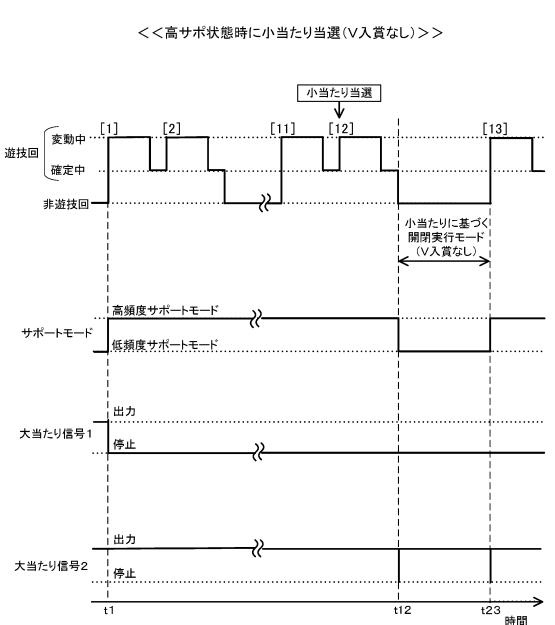 ＜＜高サポ状態時に小当たり当選（Ｖ入賞なし）＞＞
小当たり当選
[1]
[2]
[11]
[12]
[13]
遊技回
変動中
確定中
非遊技回
小当たりに基づく
開閉実行モード
（Ｖ入賞なし）
サポートモード
高頻度サポートモード
低頻度サポートモード
大当たり信号1
出力
停止
大当たり信号2
出力
停止
t1
t12
t23
時間